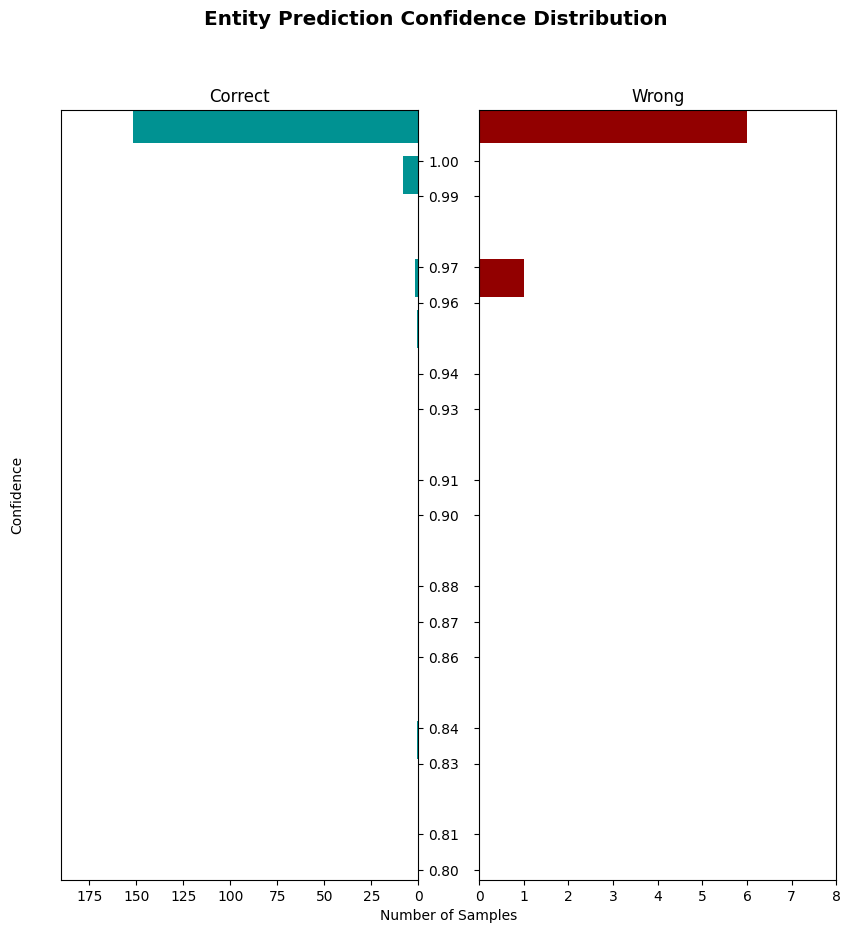 Entity Prediction Confidence Distribution
Correct
Wrong
1.00
0.99
0.97
0.96
0.94
0.93
0.91
0.90
0.88
0.87
0.86
0.84
0.83
0.81
0.80
Confidence
175 150 125 100 75 50 25 0
0 1 2 3 4 5 6 7 8
Number of Samples